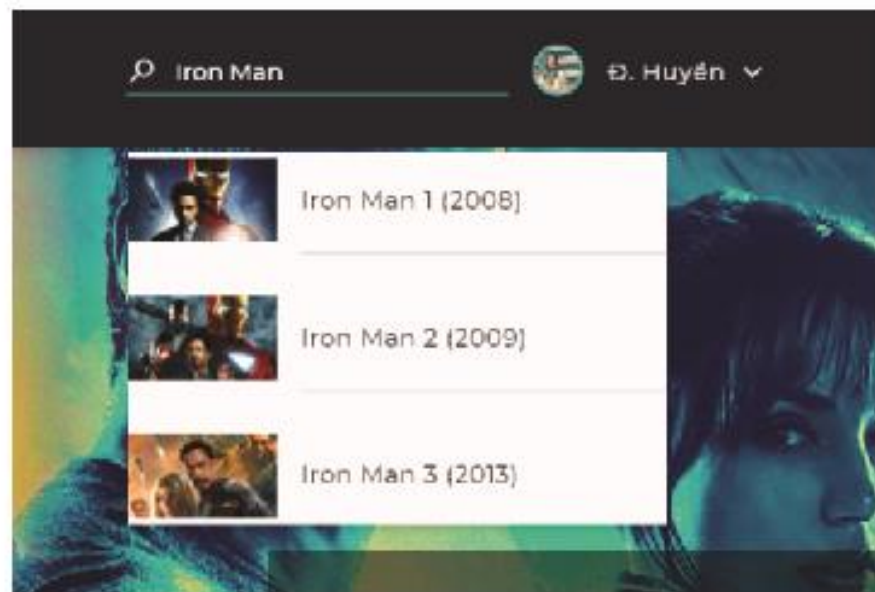 Iron Man
Đ. Huyền
Iron Man 1 (2008)
Iron Man 2 (2009)
Iron Man 3 (2013)